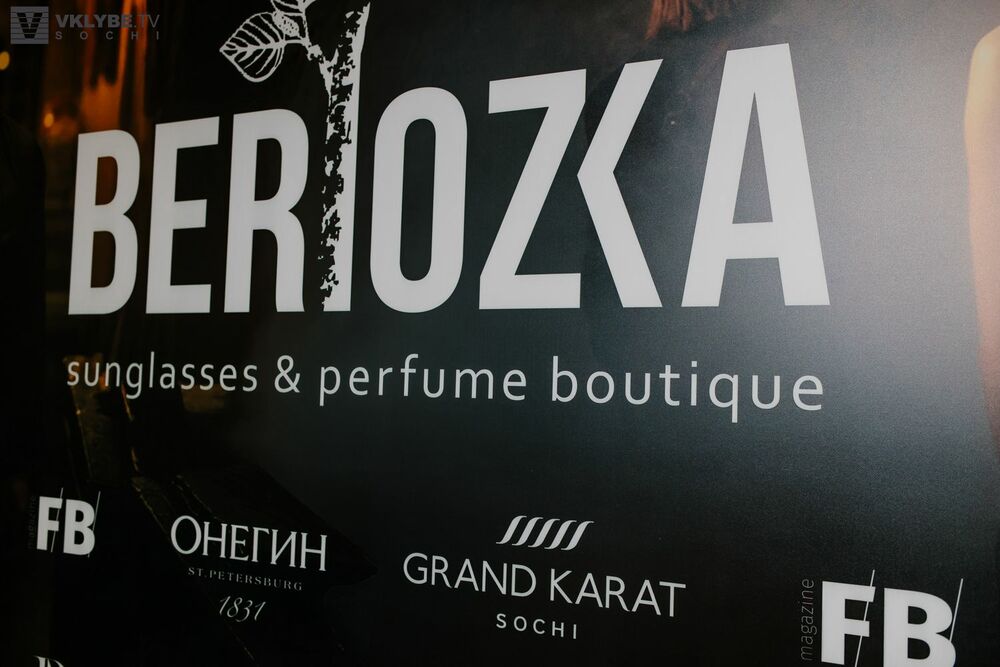 VKLYBE.TV
SOCHI
BERIOZKA
sunglasses & perfume boutique
FB
ОНЕГИН
ST.PETERSBURG
1831
GRAND KARAT
SOCHI
magazine
FB